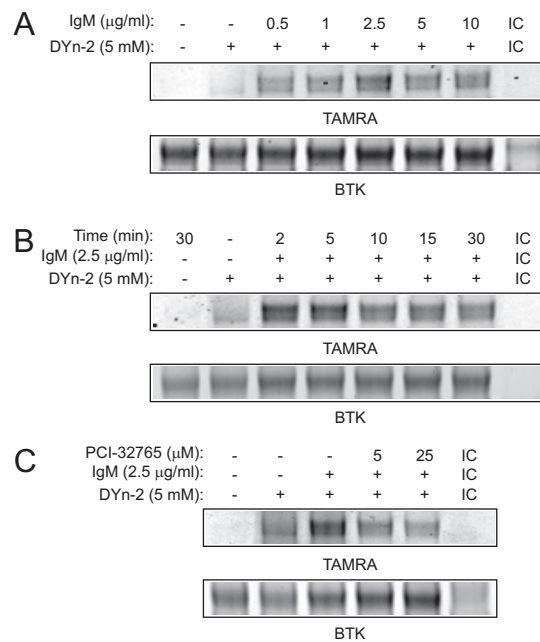 A
IgM (μg/ml): - - 0.5 1 2.5 5 10 IC
DYn-2 (5 mM): - + + + + + + IC
TAMRA
BTK
B
Time (min): 30 - 2 5 10 15 30 IC
IgM (2.5 μg/ml): - - + + + + + IC
DYn-2 (5 mM): - + + + + + + IC
TAMRA
BTK
C
PCI-32765 (μM): - - - 5 25 IC
IgM (2.5 μg/ml): - - + + + IC
DYn-2 (5 mM): - + + + + IC
TAMRA
BTK